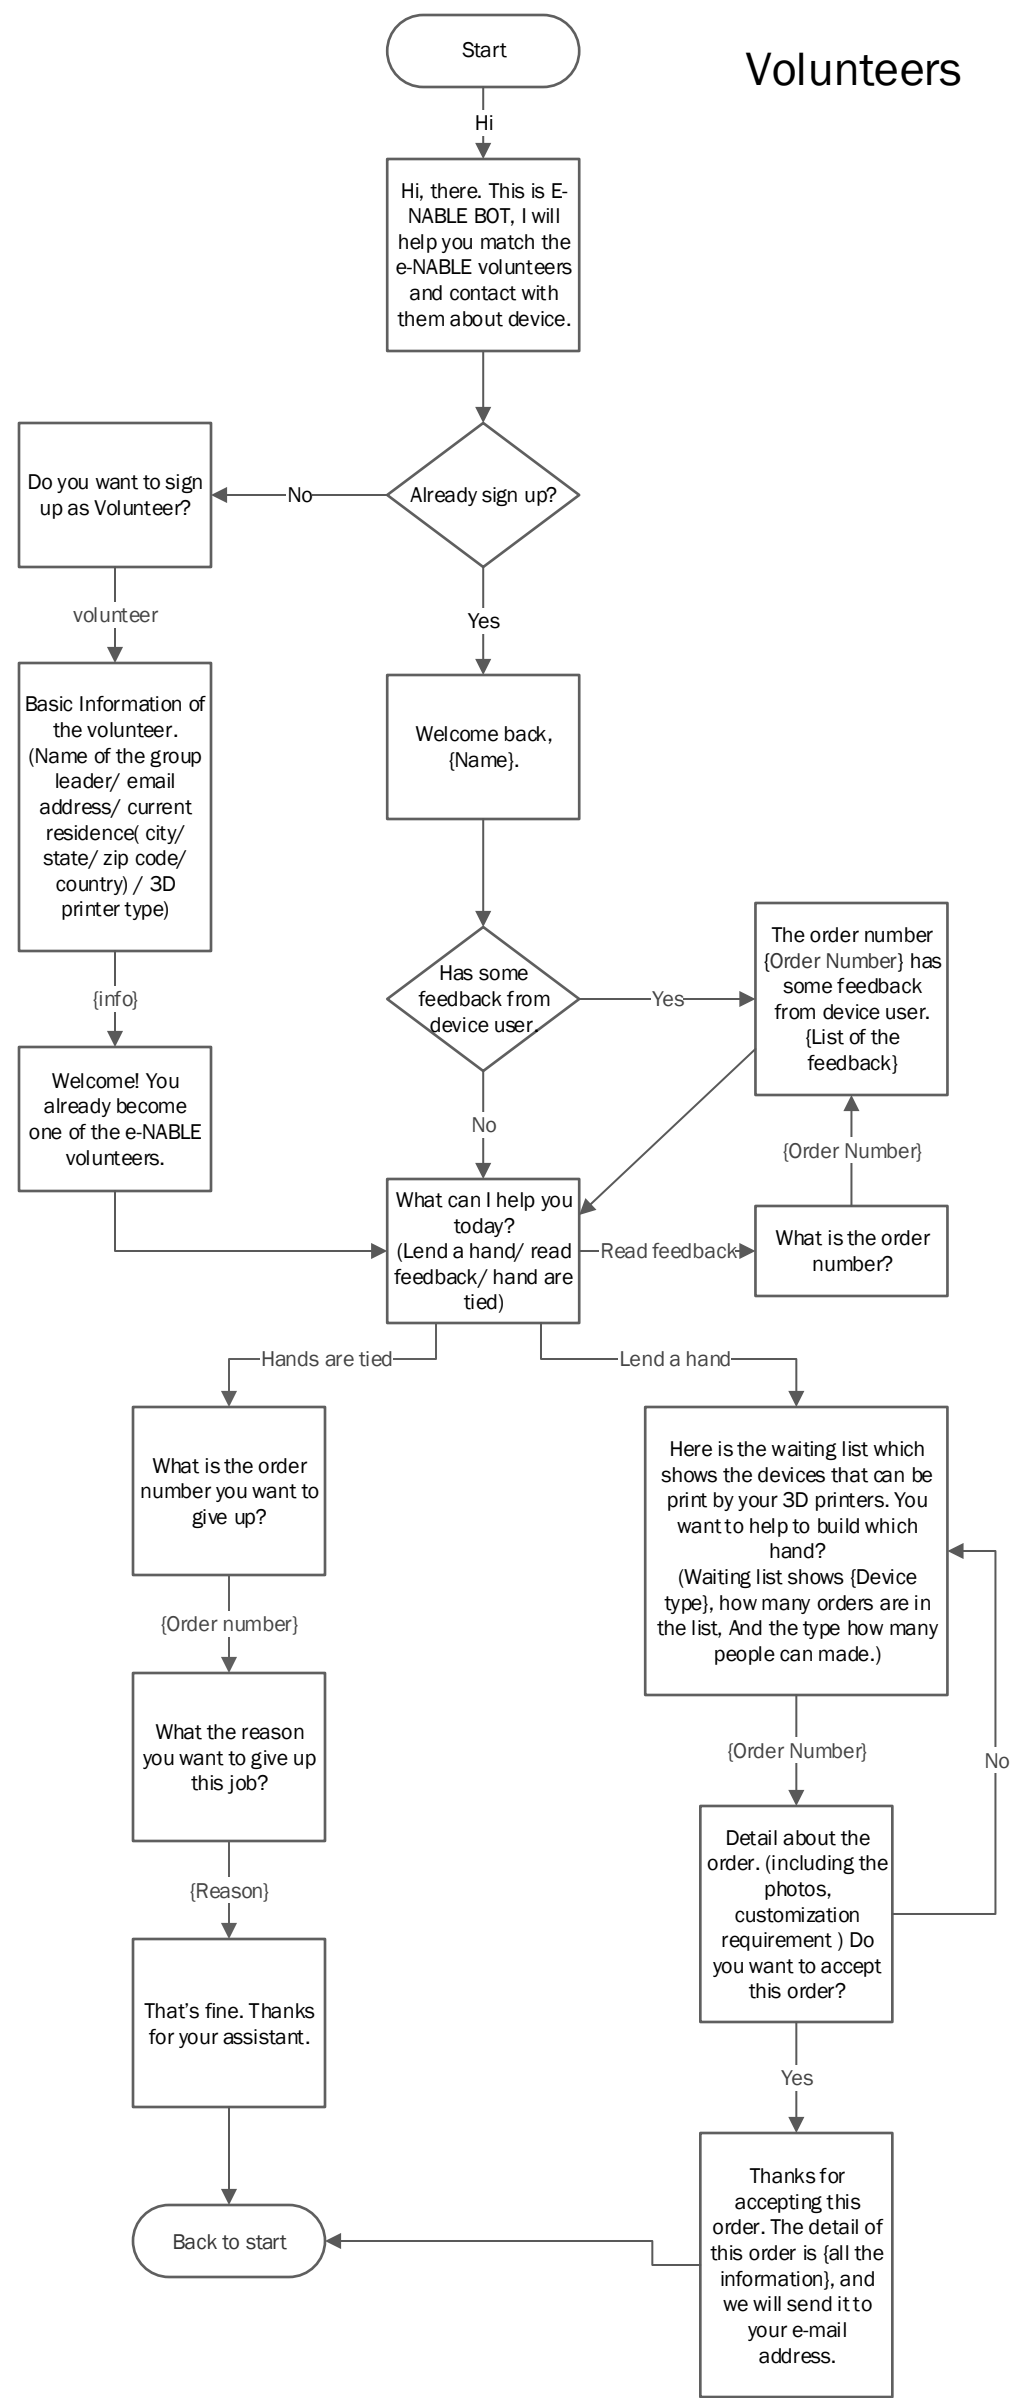 Start
Volunteers
Hi
Hi, there. This is E-
NABLE BOT, I will
help you match the
e-NABLE volunteers
and contact with
them about device.
Already sign up?
No
Do you want to sign
up as Volunteer?
volunteer
Basic Information of
the volunteer.
(Name of the group
leader/ email
address/ current
residence( city/
state/ zip code/
country) / 3D
printer type)
{info}
Welcome! You
already become
one of the e-NABLE
volunteers.
Yes
Welcome back,
{Name}.
Has some
feedback from
device user.
Yes
The order number
{Order Number} has
some feedback
from device user.
{List of the
feedback}
No
{Order Number}
What can I help you
today?
(Lend a hand/ read
feedback/ hand are
tied)
Read feedback
What is the order
number?
Hands are tied
Lend a hand
What is the order
number you want to
give up?
{Order number}
What the reason
you want to give up
this job?
{Reason}
That's fine. Thanks
for your assistant.
Back to start
Here is the waiting list which
shows the devices that can be
print by your 3D printers. You
want to help to build which
hand?
(Waiting list shows {Device
type}, how many orders are in
the list, And the type how many
people can made.)
{Order Number}
No
Detail about the
order. (including the
photos,
customization
requirement ) Do
you want to accept
this order?
Yes
Thanks for
accepting this
order. The detail of
this order is {all the
information}, and
we will send it to
your e-mail
address.